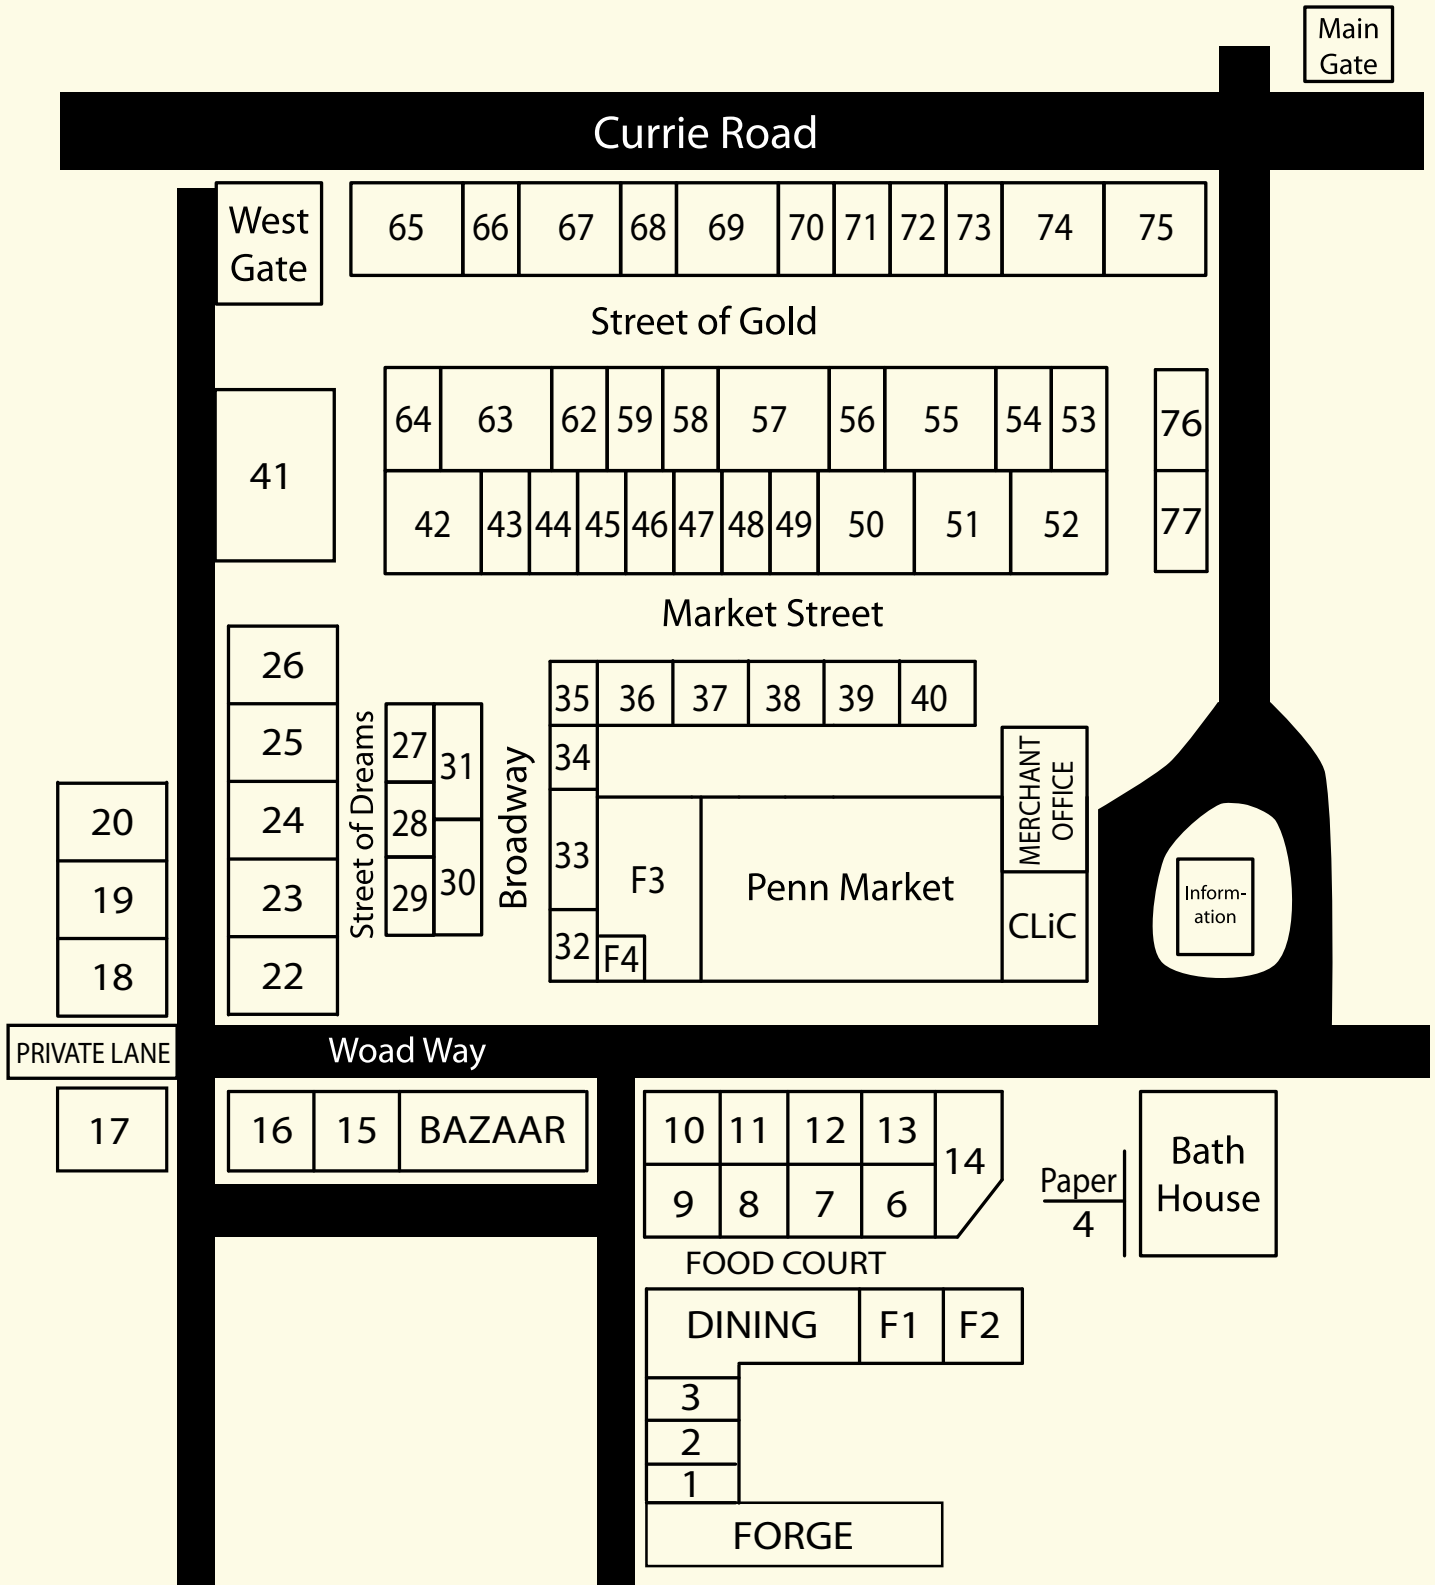 Main
Gate
Currie Road
West
Gate
65 66 67 68 69 70 71 72 73 74 75
Street of Gold
64 63 62 59 58 57 56 55 54 53
76
41
42 43 44 45 46 47 48 49 50 51 52
77
Market Street
26
25
24
23
22
Street of Dreams
27
28
29
31
30
Broadway
35 36 37 38 39 40
34
33
32
F3
F4
Penn Market
MERCHANT
OFFICE
CLiC
Inform-
ation
20
19
18
PRIVATE LANE
Woad Way
17
16 15 BAZAAR
10 11 12 13
14
9 8 7 6
Paper
4
Bath
House
FOOD COURT
DINING F1 F2
3
2
1
FORGE